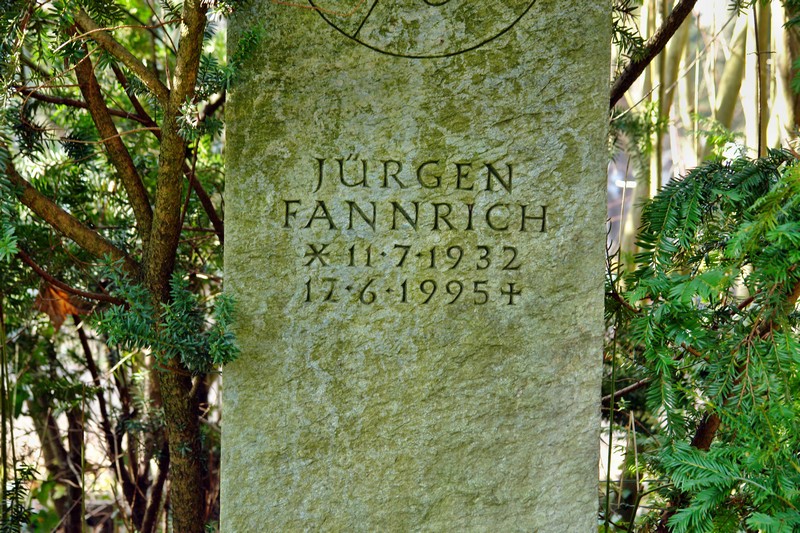 JÜRGEN
FANNRICH
* 11·7·1932
17·6·1995 †